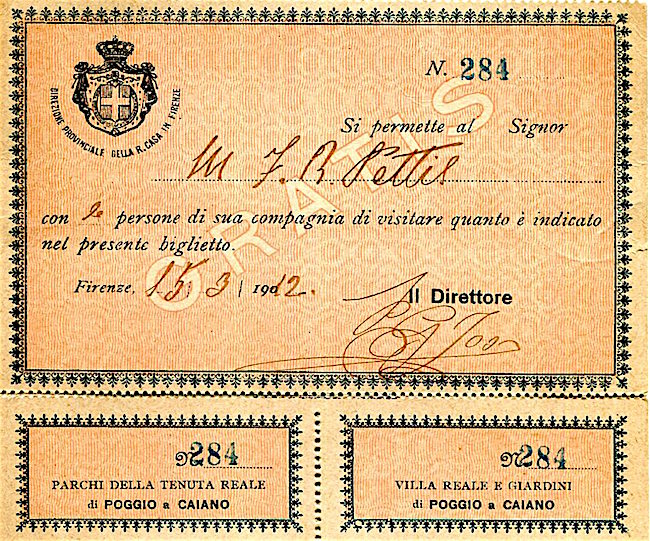 DIREZIONE PROVINCIALE DELLA R. CASA IN FIRENZE
N. 284
GRATIS
Si permette al Signor
M F. R. Pettis
con 2 persone di sua compagnia di visitare quanto è indicato
nel presente biglietto.
Firenze, 15/3/1912.
Il Direttore
N 284
PARCHI DELLA TENUTA REALE
di POGGIO a CAIANO
N 284
VILLA REALE E GIARDINI
di POGGIO a CAIANO